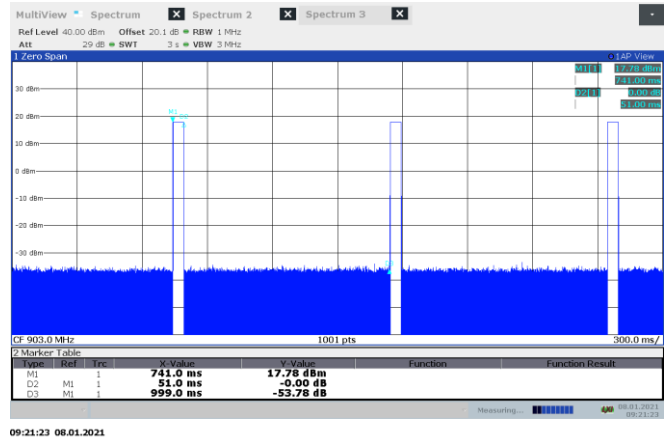 MultiView Spectrum Spectrum 2 Spectrum 3
Ref Level 40.00 dBm Offset 20.1 dB RBW 1 MHz
Att 29 dB SWT 3 s VBW 3 MHz
1 Zero Span 1AP View
M1[1] 17.78 dBm
741.00 ms
D2[1] 0.00 dB
51.00 ms
30 dBm
M1 D2
20 dBm
10 dBm
0 dBm
-10 dBm
-20 dBm
-30 dBm
CF 903.0 MHz 1001 pts 300.0 ms/
2 Marker Table
Type Ref Trc X-Value Y-Value Function Function Result
M1 1 741.0 ms 17.78 dBm
D2 M1 1 51.0 ms -0.00 dB
D3 M1 1 999.0 ms -53.78 dB
Measuring... 08.01.2021
09:21:23
09:21:23 08.01.2021